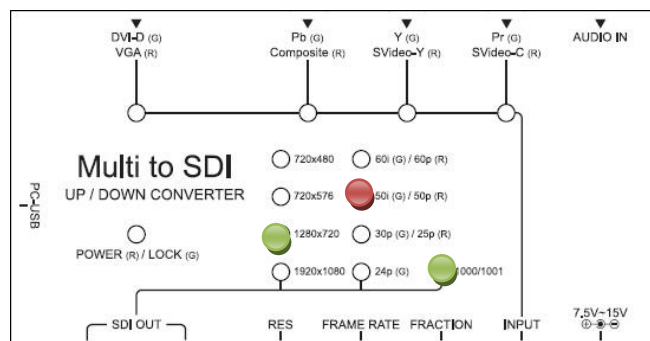 DVI-D (G) Pb (G) Y (G) Pr (G) AUDIO IN
VGA (R) Composite (R) SVideo-Y (R) SVideo-C (R)
Multi to SDI
UP / DOWN CONVERTER
PC-USB
POWER (R) / LOCK (G)
720x480 60i (G) / 60p (R)
720x576 50i (G) / 50p (R)
1280x720 30p (G) / 25p (R)
1920x1080 24p (G) 1000/1001
SDI OUT RES FRAME RATE FRACTION INPUT 7.5V~15V